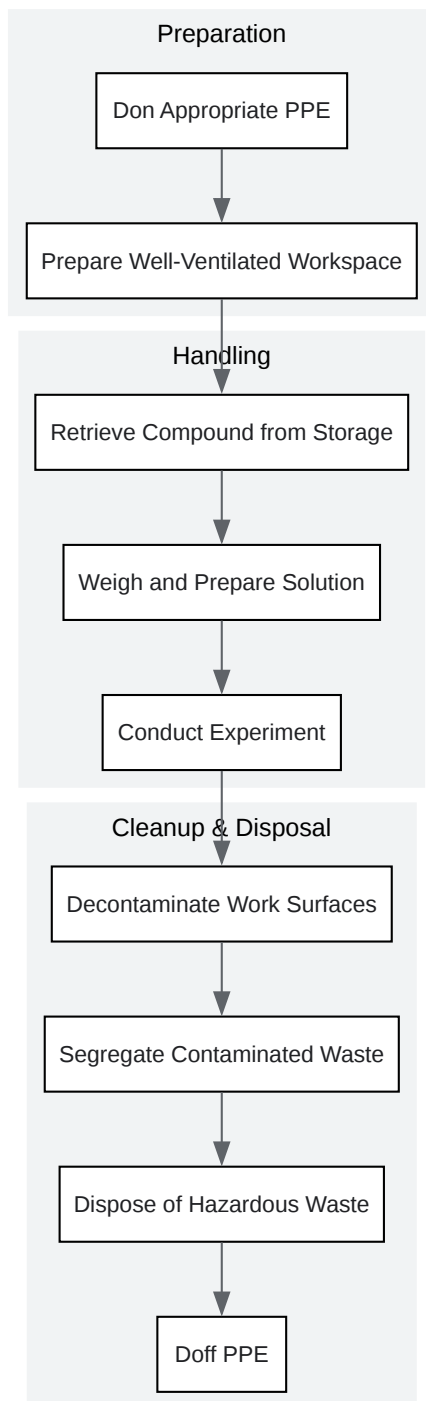 Preparation
Don Appropriate PPE
Prepare Well-Ventilated Workspace
Handling
Retrieve Compound from Storage
Weigh and Prepare Solution
Conduct Experiment
Cleanup & Disposal
Decontaminate Work Surfaces
Segregate Contaminated Waste
Dispose of Hazardous Waste
Doff PPE